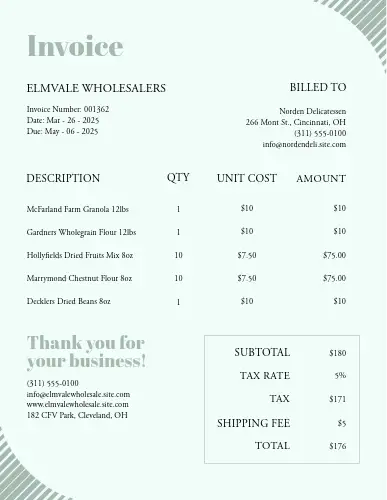 Invoice
ELMVALE WHOLESALERS
BILLED TO
Invoice Number: 001362
Date: Mar - 26 - 2025
Due: May - 06 - 2025
Norden Delicatessen
266 Mont St., Cincinnati, OH
(311) 555-0100
info@nordendeli.site.com
DESCRIPTION QTY UNIT COST AMOUNT
McFarland Farm Granola 12lbs 1 $10 $10
Gardners Wholegrain Flour 12lbs 1 $10 $10
Hollyfields Dried Fruits Mix 8oz 10 $7.50 $75.00
Marrymond Chestnut Flour 8oz 10 $7.50 $75.00
Decklers Dried Beans 8oz 1 $10 $10
Thank you for
your business!
(311) 555-0100
info@elmvalewholesale.site.com
www.elmvalewholesale.site.com
182 CFV Park, Cleveland, OH
SUBTOTAL $180
TAX RATE 5%
TAX $171
SHIPPING FEE $5
TOTAL $176